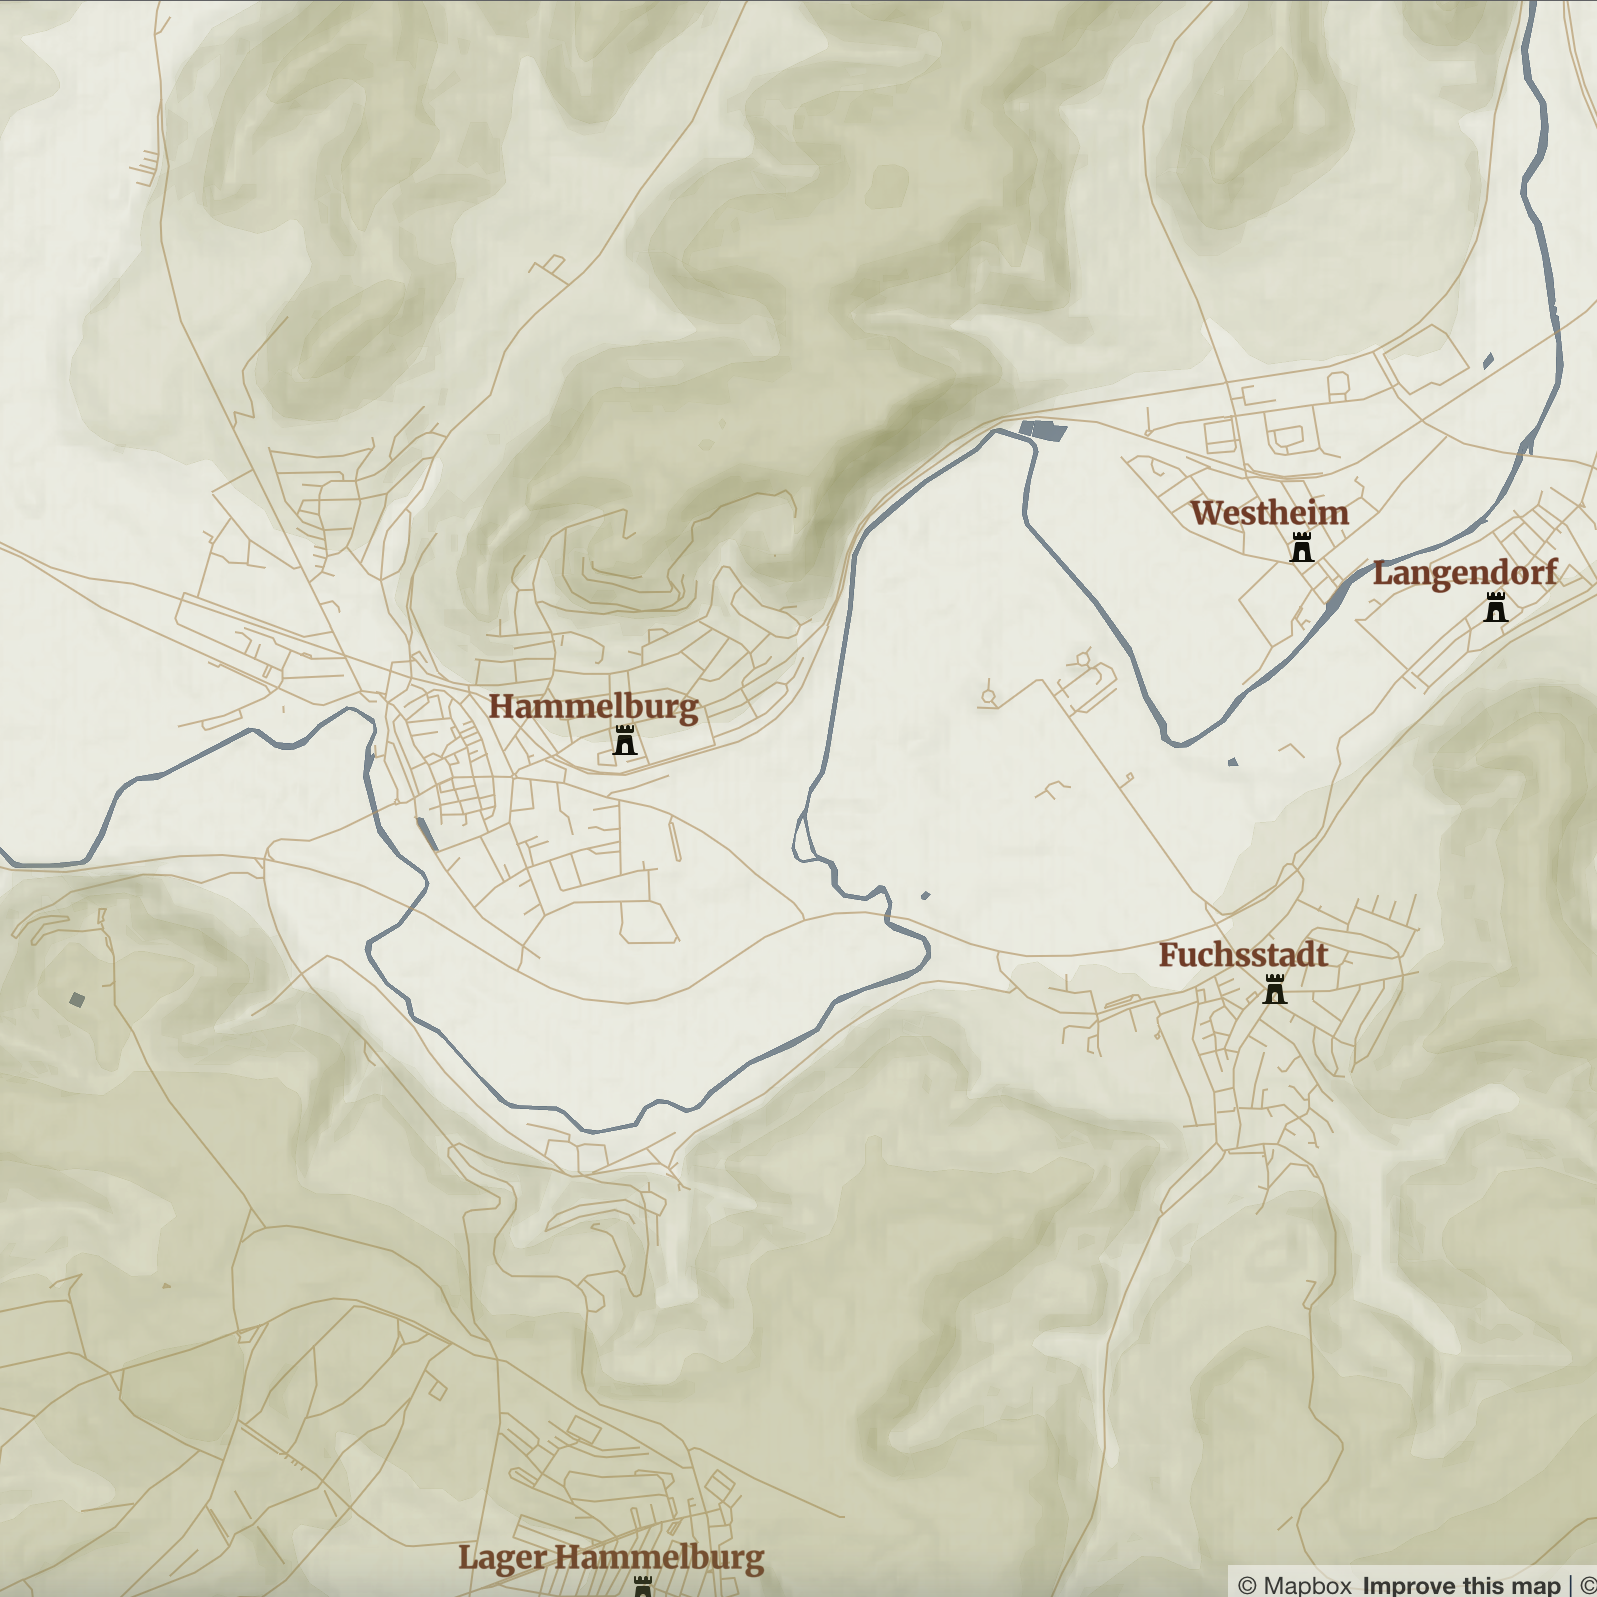 Westheim
Langendorf
Hammelburg
Fuchsstadt
Lager Hammelburg
© Mapbox Improve this map | ©